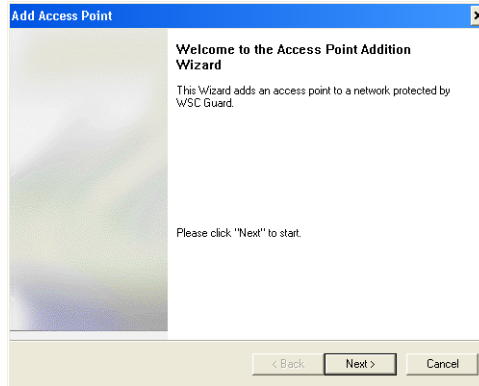 Add Access Point
Welcome to the Access Point Addition
Wizard
This Wizard adds an access point to a network protected by
WSC Guard.
Please click "Next" to start.
< Back
Next >
Cancel